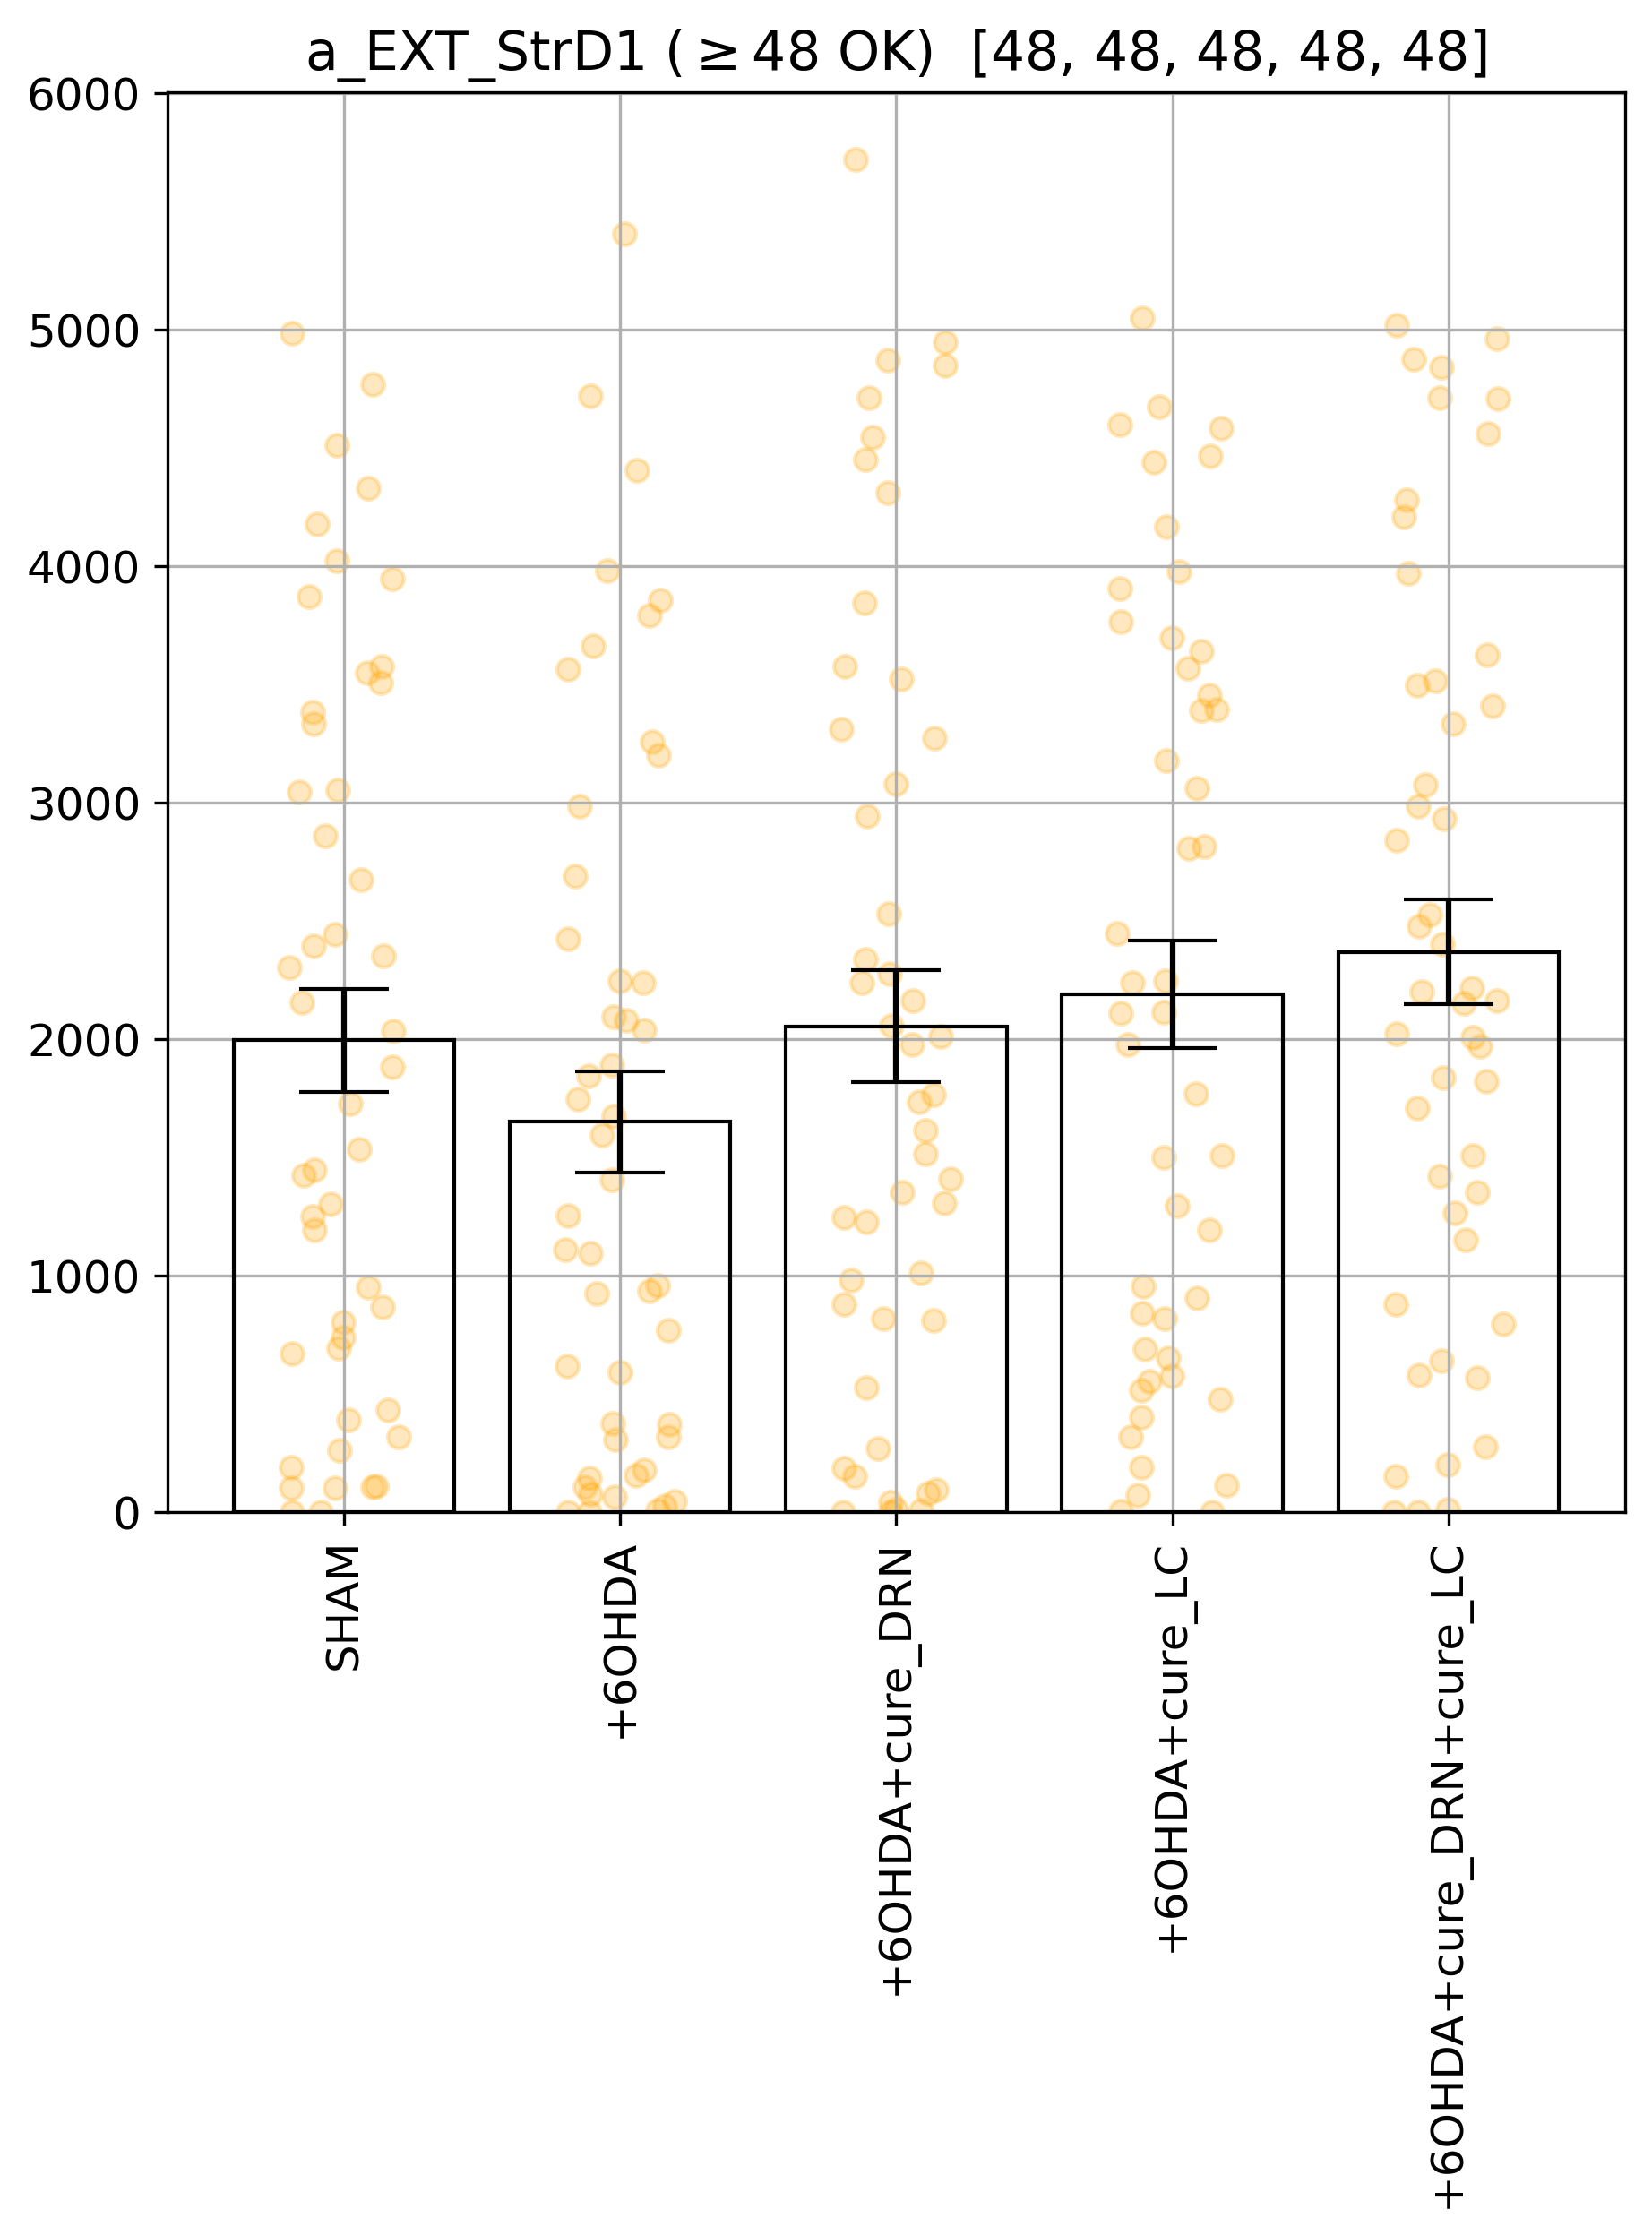 a_EXT_StrD1 (≥48 OK) [48, 48, 48, 48, 48]
6000
5000
4000
3000
2000
1000
0
SHAM
+6OHDA
+6OHDA+cure_DRN
+6OHDA+cure_LC
+6OHDA+cure_DRN+cure_LC